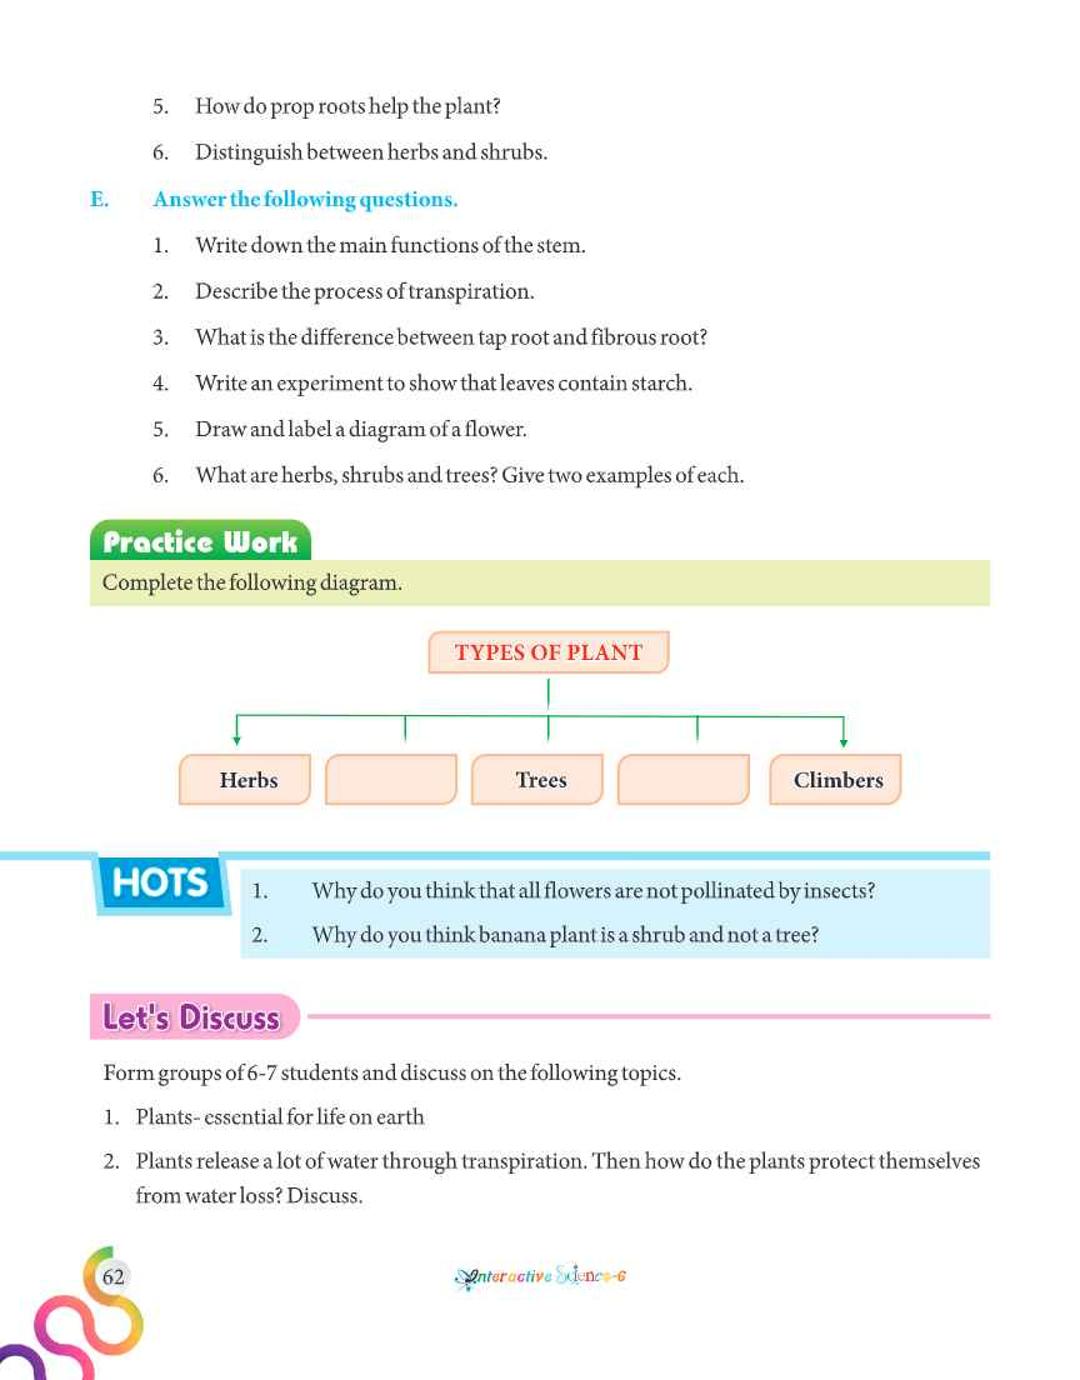 5. How do prop roots help the plant?
6. Distinguish between herbs and shrubs.
E. Answer the following questions.
1. Write down the main functions of the stem.
2. Describe the process of transpiration.
3. What is the difference between tap root and fibrous root?
4. Write an experiment to show that leaves contain starch.
5. Draw and label a diagram of a flower.
6. What are herbs, shrubs and trees? Give two examples of each.
Practice Work
Complete the following diagram.
TYPES OF PLANT
Herbs Trees Climbers
HOTS
1. Why do you think that all flowers are not pollinated by insects?
2. Why do you think banana plant is a shrub and not a tree?
Let's Discuss
Form groups of 6-7 students and discuss on the following topics.
1. Plants- essential for life on earth
2. Plants release a lot of water through transpiration. Then how do the plants protect themselves
from water loss? Discuss.
62
Interactive Science-6